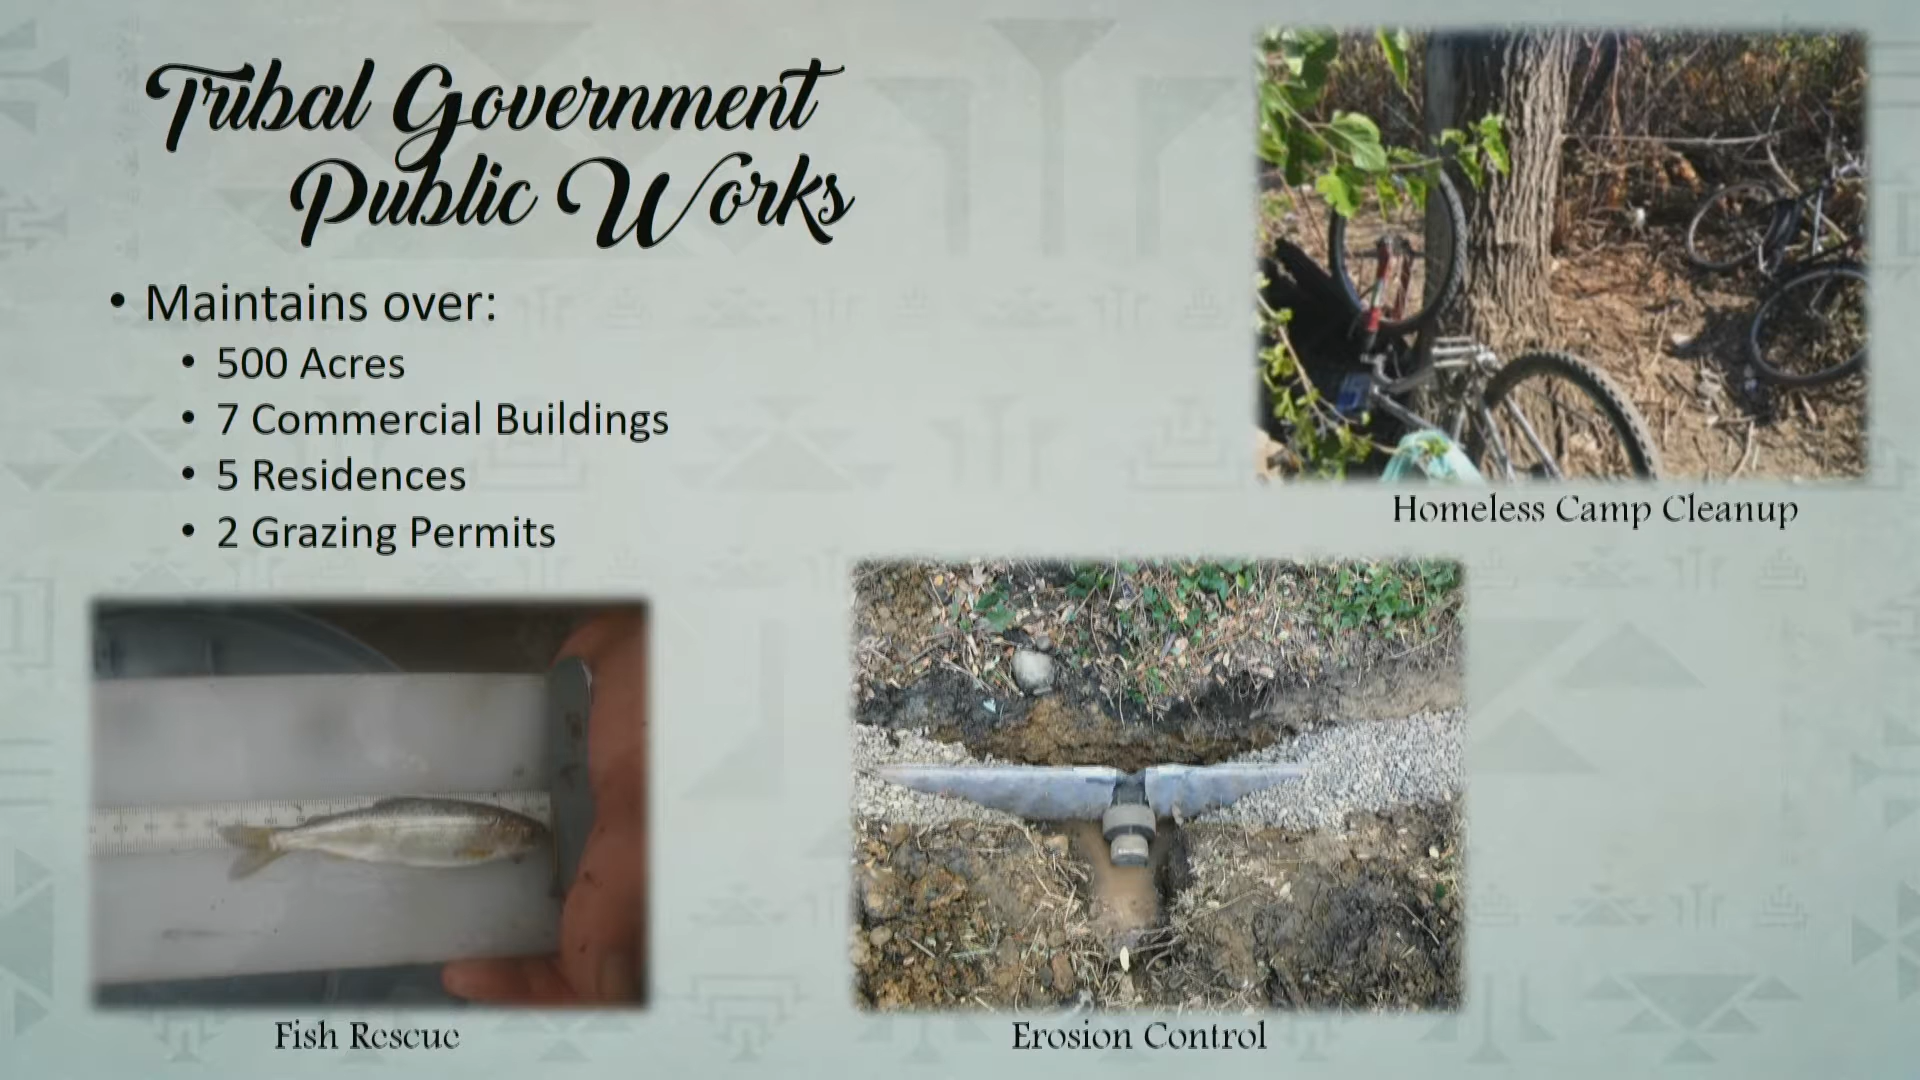 Tribal Government
Public Works
• Maintains over:
• 500 Acres
• 7 Commercial Buildings
• 5 Residences
• 2 Grazing Permits
Homeless Camp Cleanup
Fish Rescue
Erosion Control